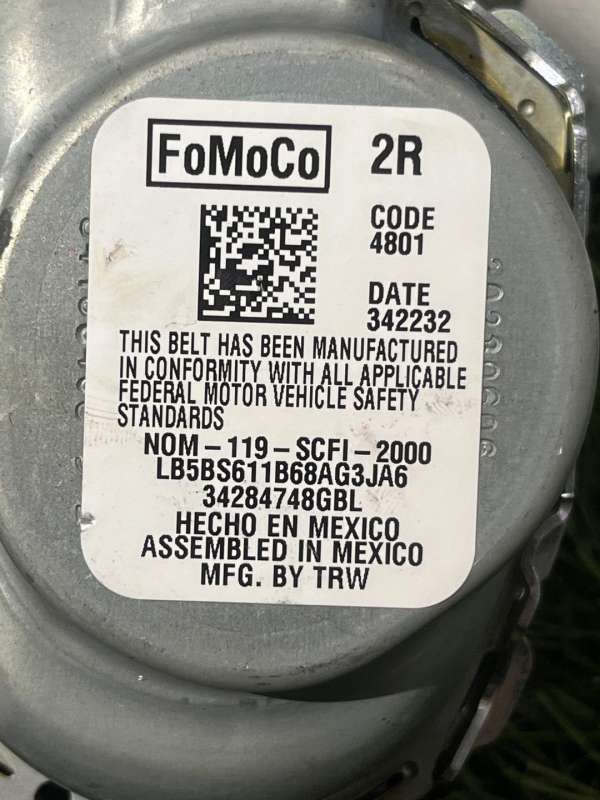 FoMoCo
2R
CODE
4801
DATE
342232
THIS BELT HAS BEEN MANUFACTURED
IN CONFORMITY WITH ALL APPLICABLE
FEDERAL MOTOR VEHICLE SAFETY
STANDARDS
NOM-119-SCFI-2000
LB5BS611B68AG3JA6
34284748GBL
HECHO EN MEXICO
ASSEMBLED IN MEXICO
MFG. BY TRW